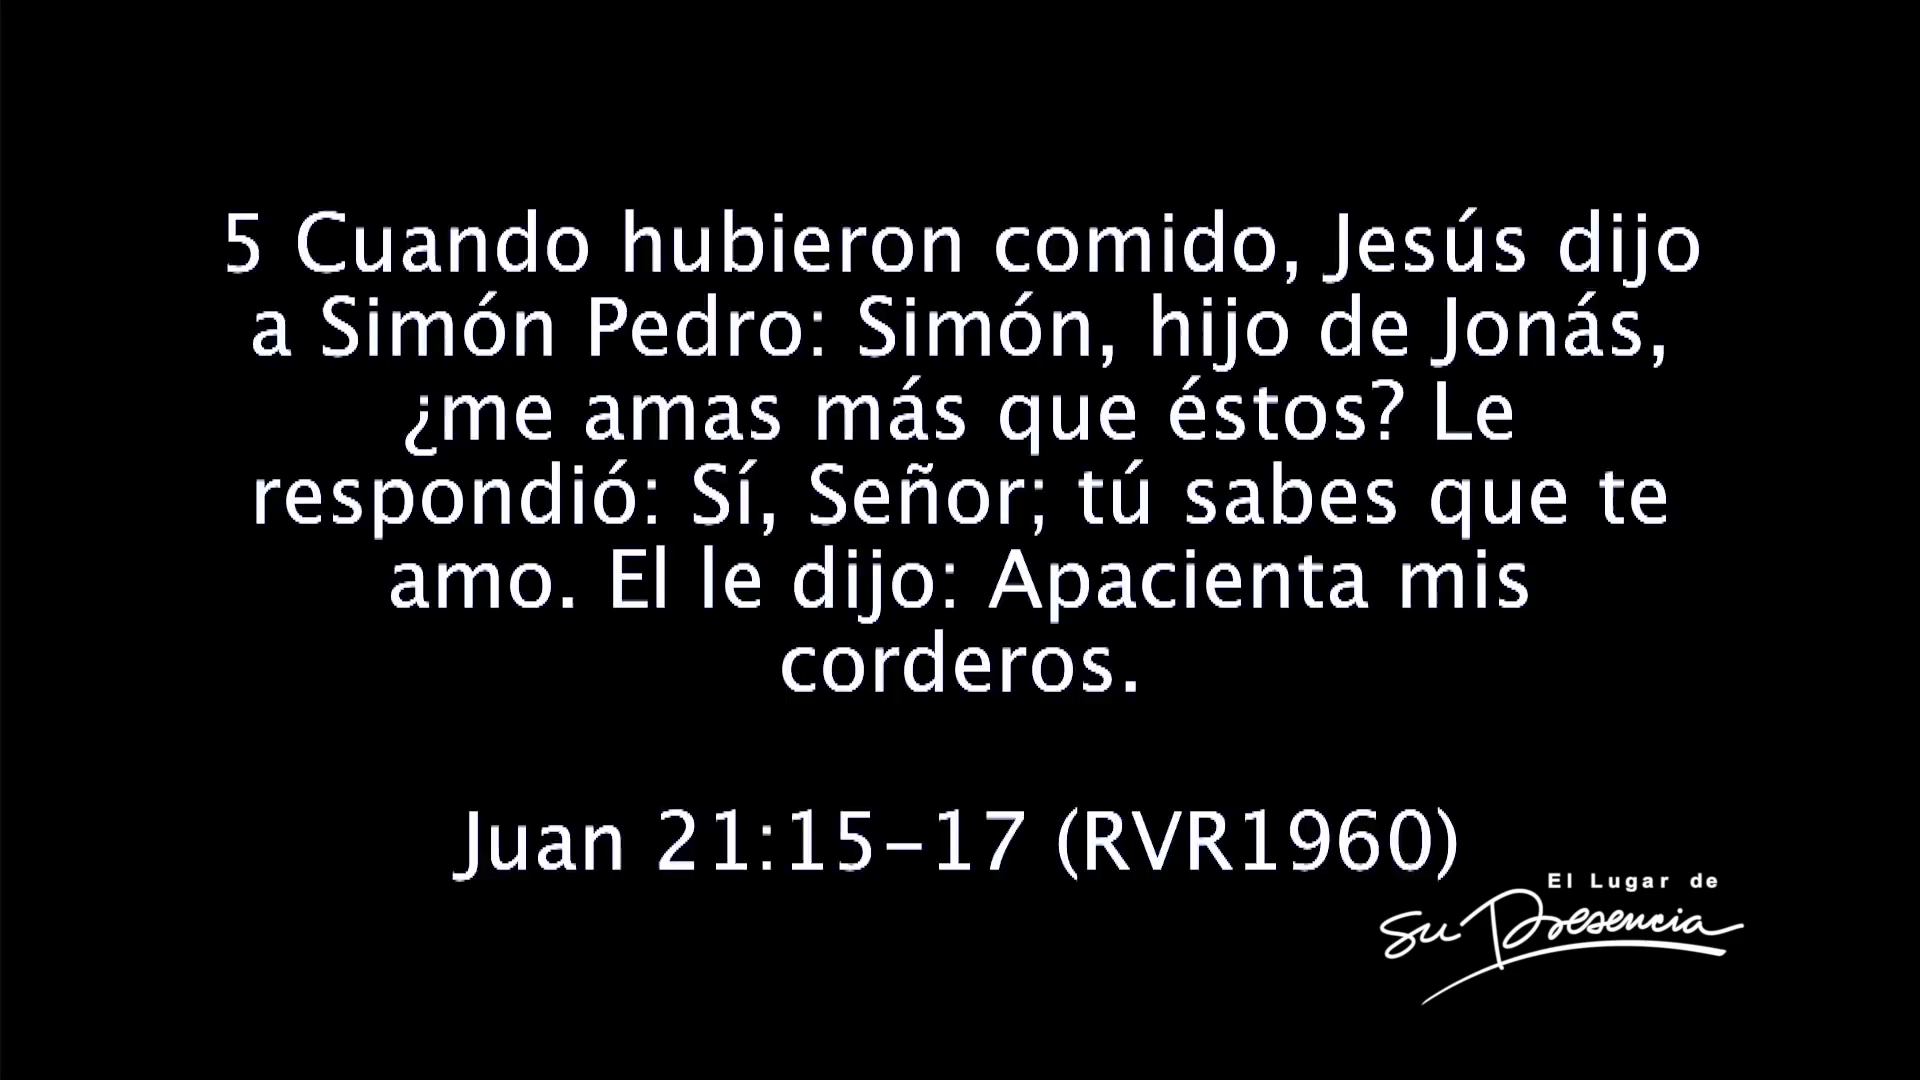 5 Cuando hubieron comido, Jesús dijo
a Simón Pedro: Simón, hijo de Jonás,
¿me amas más que éstos? Le
respondió: Sí, Señor; tú sabes que te
amo. El le dijo: Apacienta mis
corderos.
Juan 21:15-17 (RVR1960)
El Lugar de
Su Presencia